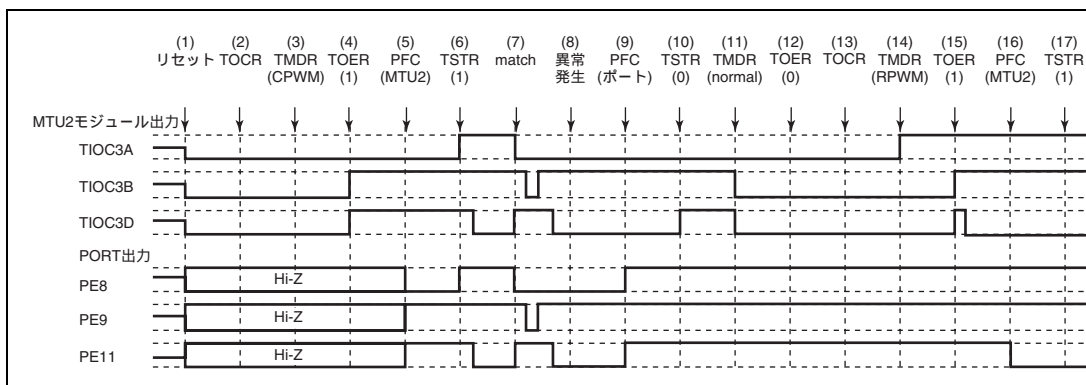 (1) (2) (3) (4) (5) (6) (7) (8) (9) (10) (11) (12) (13) (14) (15) (16) (17)
リセット TOCR TMDR TOER PFC TSTR match 異常 PFC TSTR TMDR TOER TOCR TMDR TOER PFC TSTR
(CPWM) (1) (MTU2) (1) 発生 (ポート) (0) (normal) (0) (RPWM) (1) (MTU2) (1)
MTU2モジュール出力
TIOC3A
TIOC3B
TIOC3D
PORT出力
PE8 Hi-Z
PE9 Hi-Z
PE11 Hi-Z